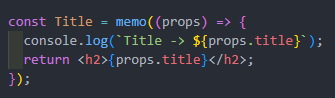 const Title = memo((props) => {
  console.log(`Title -> ${props.title}`);
  return <h2>{props.title}</h2>;
});